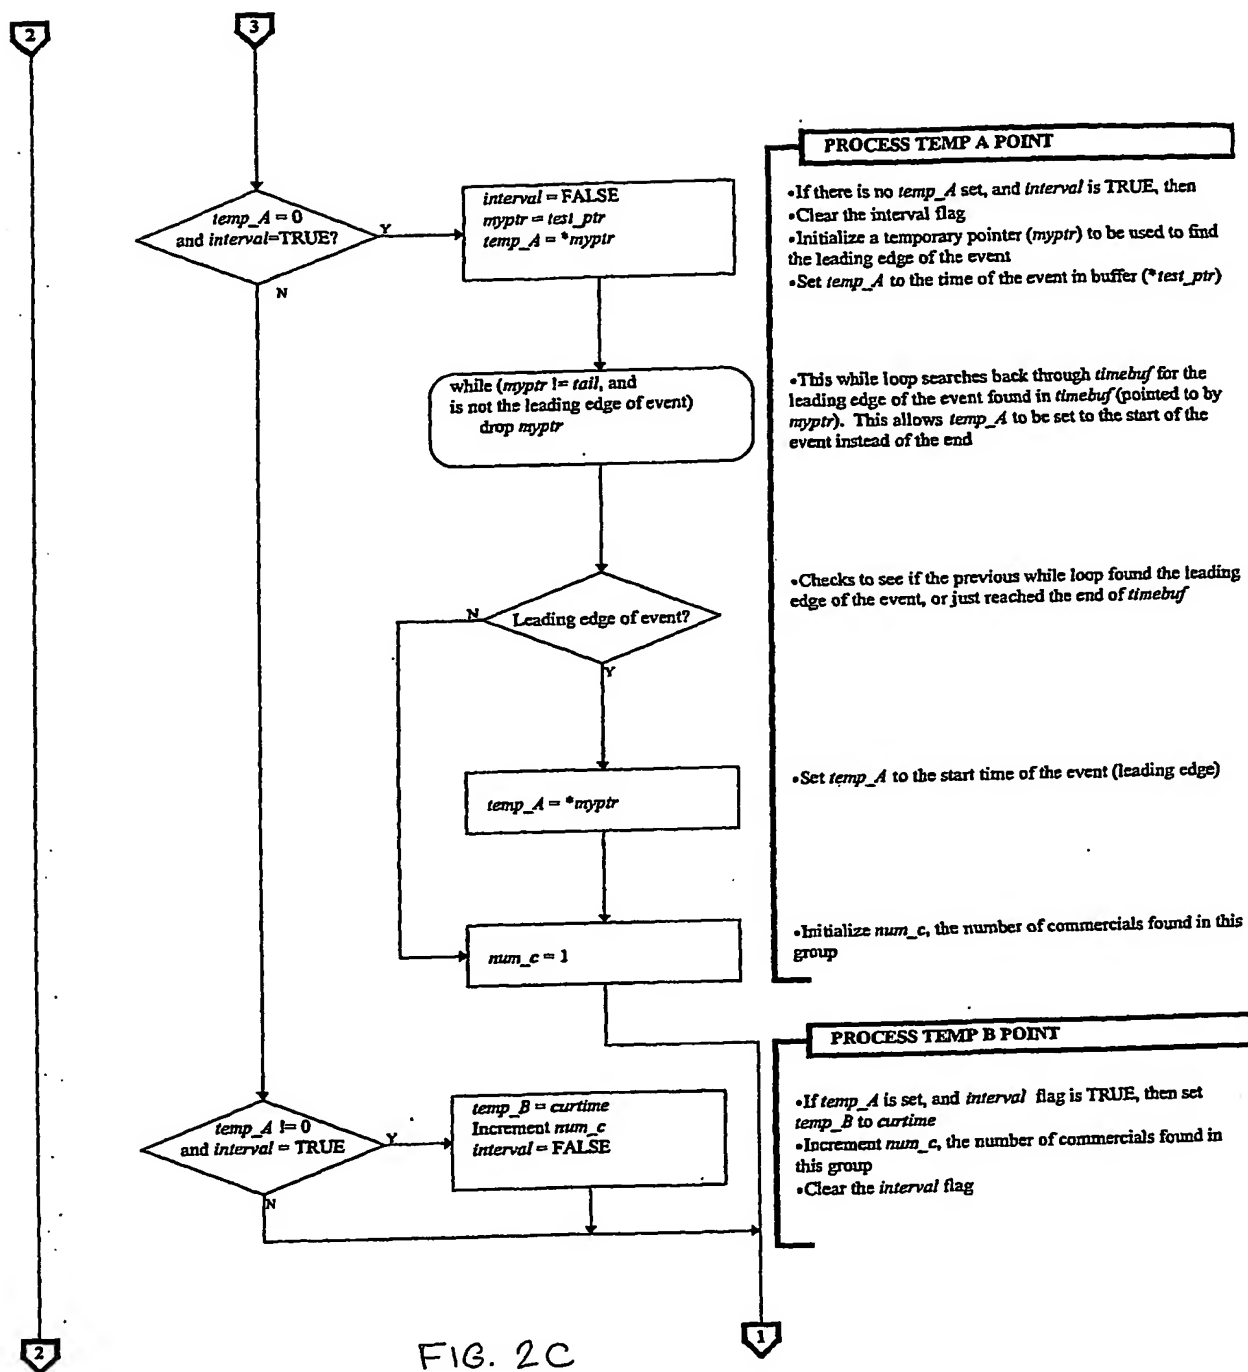 2
3
temp_A = 0
and interval=TRUE?
Y
N
interval = FALSE
myptr = test_ptr
temp_A = *myptr
while (myptr != tail, and
is not the leading edge of event)
drop myptr
Leading edge of event?
N
Y
temp_A = *myptr
num_c = 1
PROCESS TEMP A POINT
•If there is no temp_A set, and interval is TRUE, then
•Clear the interval flag
•Initialize a temporary pointer (myptr) to be used to find
the leading edge of the event
•Set temp_A to the time of the event in buffer (*test_ptr)
•This while loop searches back through timebuf for the
leading edge of the event found in timebuf (pointed to by
myptr). This allows temp_A to be set to the start of the
event instead of the end
•Checks to see if the previous while loop found the leading
edge of the event, or just reached the end of timebuf
•Set temp_A to the start time of the event (leading edge)
•Initialize num_c, the number of commercials found in this
group
temp_A != 0
and interval = TRUE
Y
N
temp_B = curtime
Increment num_c
interval = FALSE
PROCESS TEMP B POINT
•If temp_A is set, and interval flag is TRUE, then set
temp_B to curtime
•Increment num_c, the number of commercials found in
this group
•Clear the interval flag
2
1
FIG. 2C